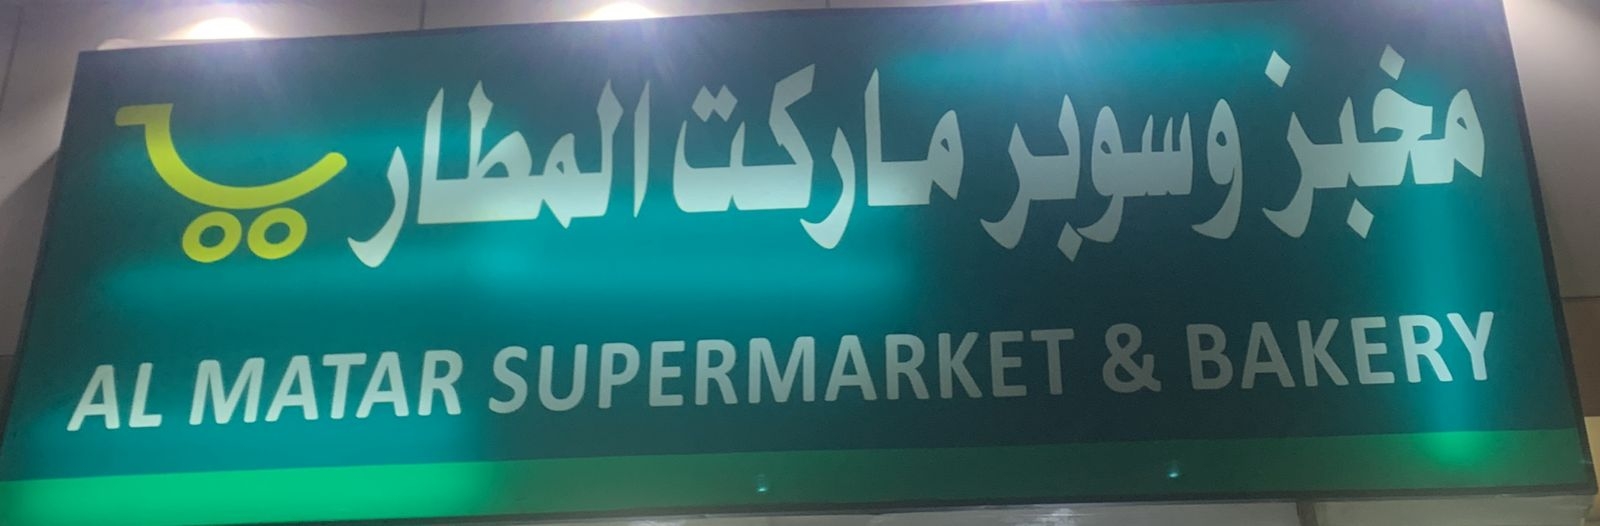 مخبز وسوبر ماركت المطار
AL MATAR SUPERMARKET & BAKERY